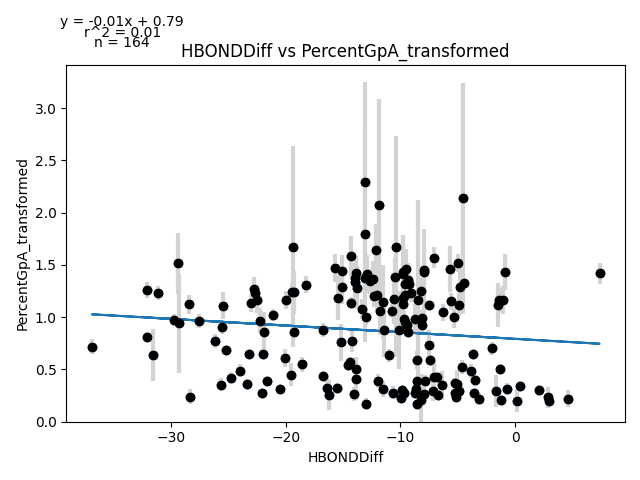 y = -0.01x + 0.79
r^2 = 0.01
n = 164
HBONDDiff vs PercentGpA_transformed
PercentGpA_transformed
3.0
2.5
2.0
1.5
1.0
0.5
0.0
−30
−20
−10
0
HBONDDiff